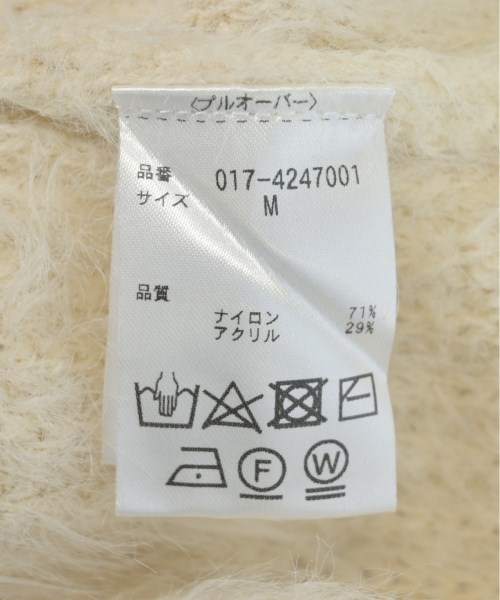 〈プルオーバー〉
品番 017-4247001
サイズ M
品質
ナイロン 71%
アクリル 29%
F W